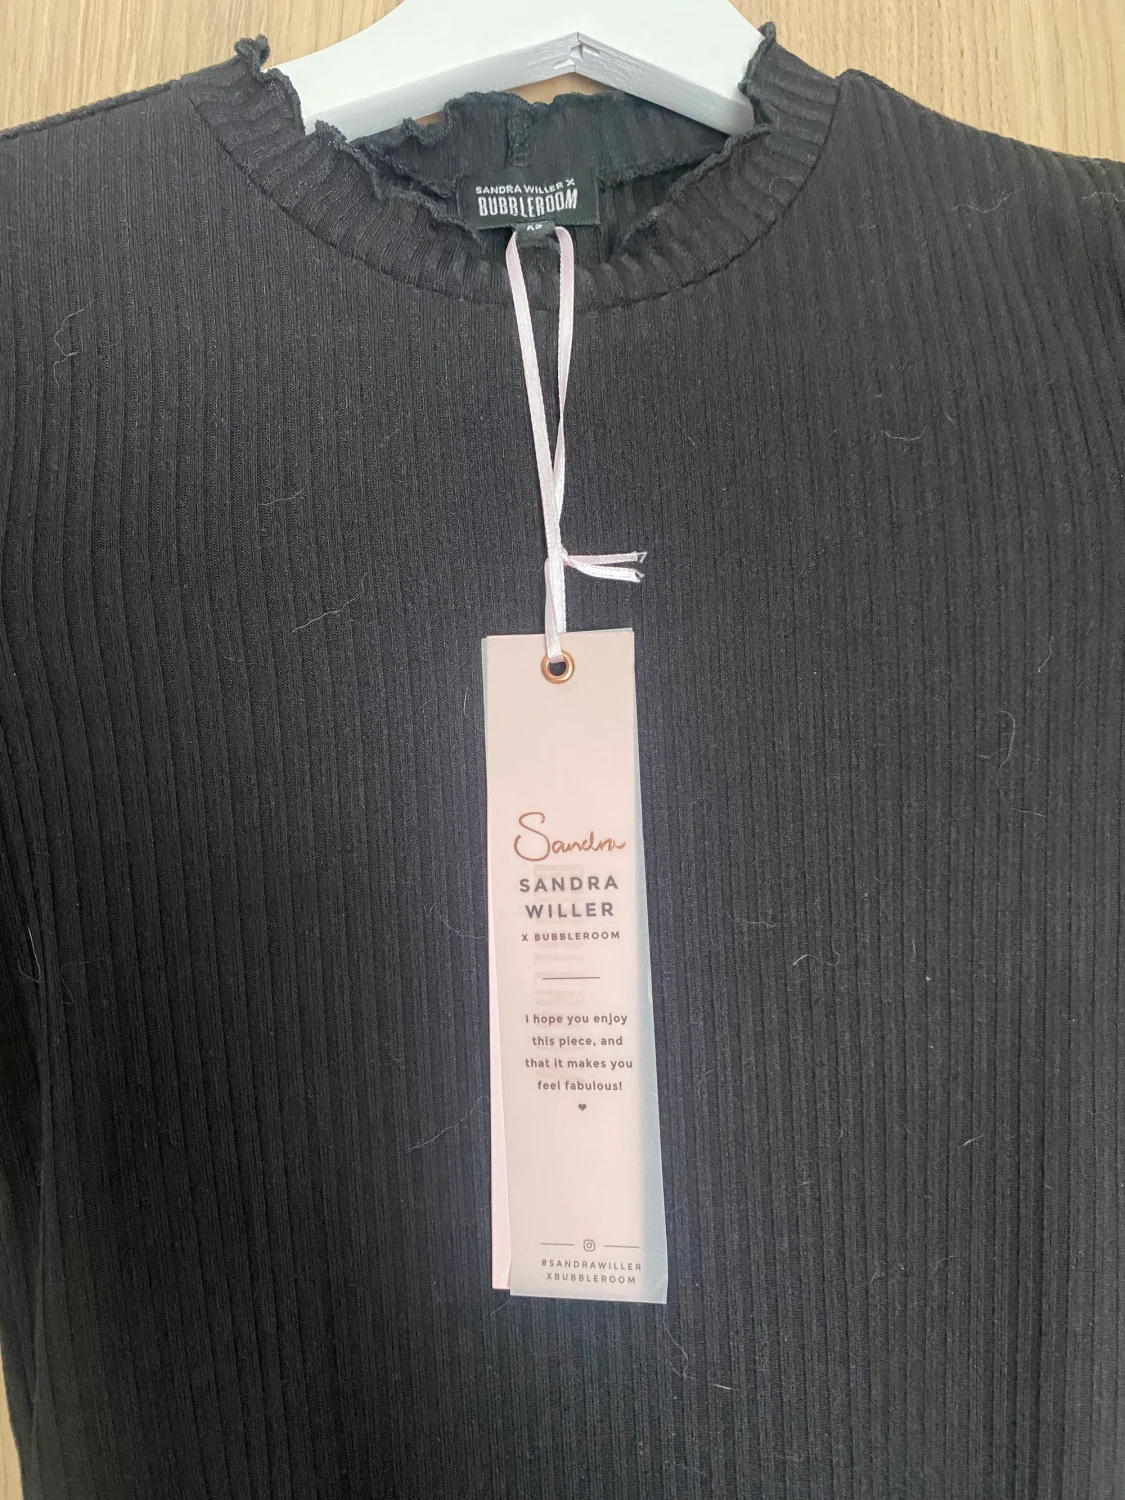 SANDRA WILLER X
BUBBLEROOM
XS
Sandra
SANDRA
WILLER
X BUBBLEROOM
I hope you enjoy
this piece, and
that it makes you
feel fabulous!
#SANDRAWILLER
XBUBBLEROOM